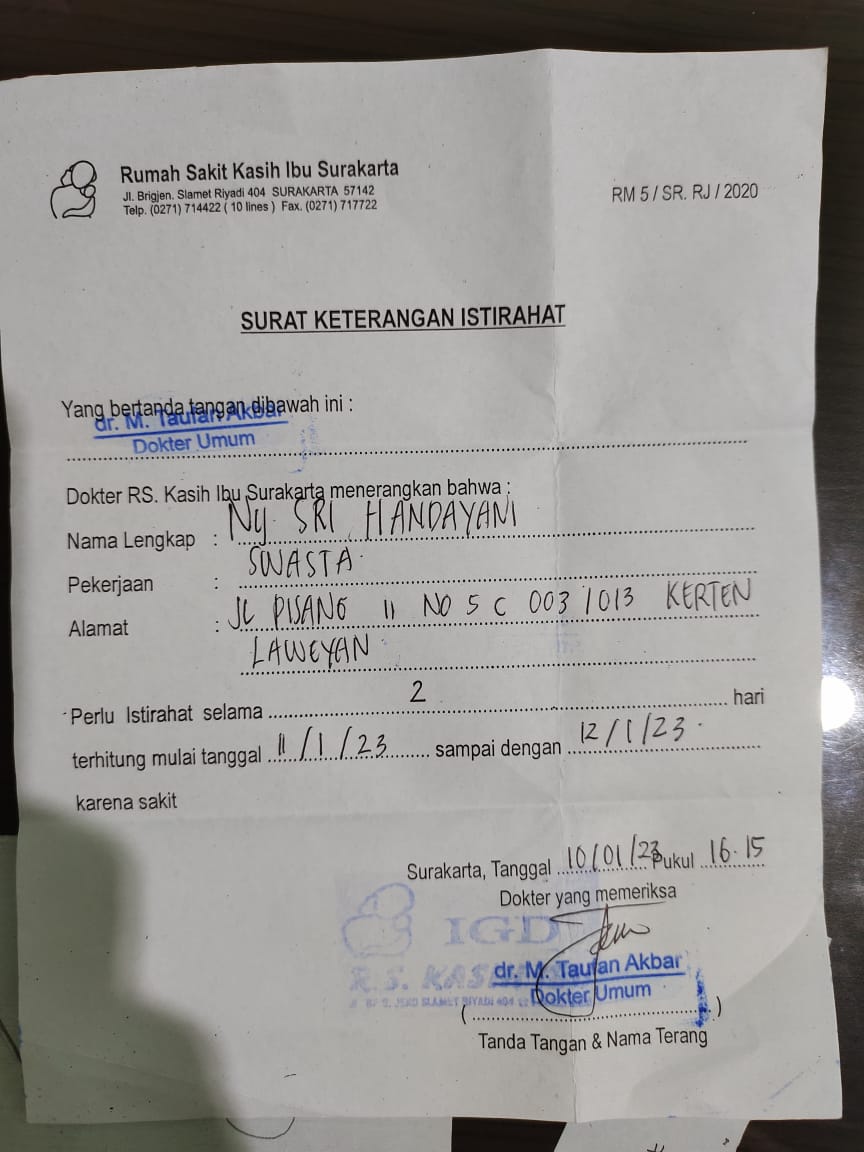 Rumah Sakit Kasih Ibu Surakarta
Jl. Brigjen. Slamet Riyadi 404 SURAKARTA 57142
Telp. (0271) 714422 ( 10 lines ) Fax. (0271) 717722
RM 5 / SR. RJ / 2020
SURAT KETERANGAN ISTIRAHAT
Yang bertanda tangan dibawah ini :
dr. M. Taufan Akbar
Dokter Umum
Dokter RS. Kasih Ibu Surakarta menerangkan bahwa :
Nama Lengkap : Ny. SRI HANDAYANI
Pekerjaan : SWASTA
Alamat : JL PISANG II NO 5 C 003/013 KERTEN
LAWEYAN
Perlu Istirahat selama 2 hari
terhitung mulai tanggal 11/1/23 sampai dengan 12/1/23
karena sakit
Surakarta, Tanggal 10/01/23 Pukul 16.15
Dokter yang memeriksa
IGD
R.S.
dr. M. Taufan Akbar
SLAMET RIYADI 404
Dokter Umum
( )
Tanda Tangan & Nama Terang